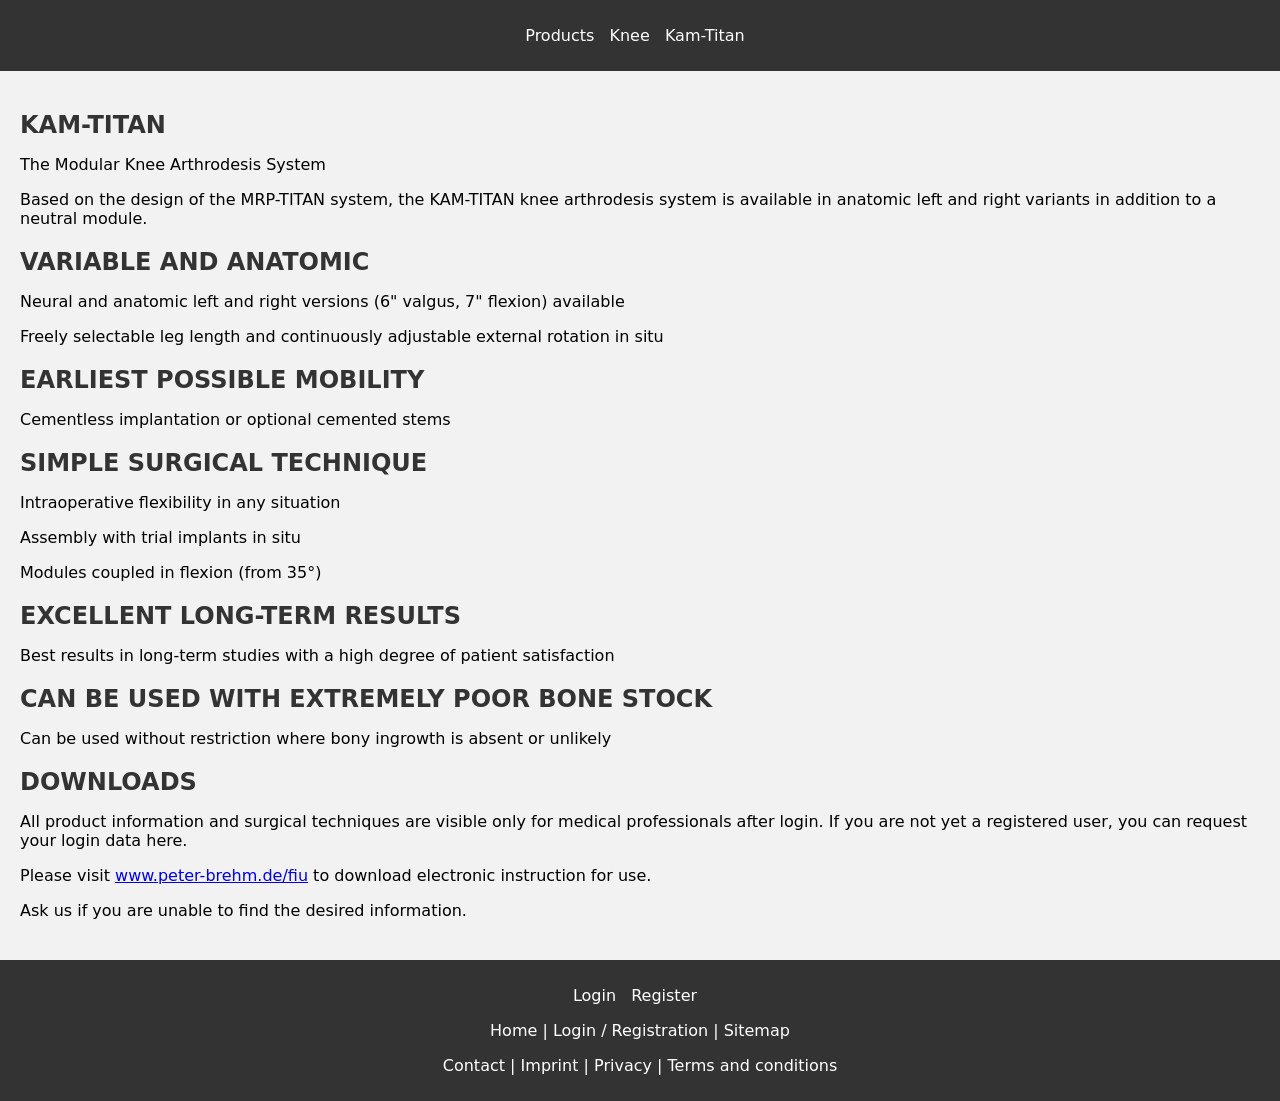 Products Knee Kam-Titan
KAM-TITAN
The Modular Knee Arthrodesis System
Based on the design of the MRP-TITAN system, the KAM-TITAN knee arthrodesis system is available in anatomic left and right variants in addition to a
neutral module.
VARIABLE AND ANATOMIC
Neural and anatomic left and right versions (6" valgus, 7" flexion) available
Freely selectable leg length and continuously adjustable external rotation in situ
EARLIEST POSSIBLE MOBILITY
Cementless implantation or optional cemented stems
SIMPLE SURGICAL TECHNIQUE
Intraoperative flexibility in any situation
Assembly with trial implants in situ
Modules coupled in flexion (from 35°)
EXCELLENT LONG-TERM RESULTS
Best results in long-term studies with a high degree of patient satisfaction
CAN BE USED WITH EXTREMELY POOR BONE STOCK
Can be used without restriction where bony ingrowth is absent or unlikely
DOWNLOADS
All product information and surgical techniques are visible only for medical professionals after login. If you are not yet a registered user, you can request
your login data here.
Please visit www.peter-brehm.de/fiu to download electronic instruction for use.
Ask us if you are unable to find the desired information.
Login Register
Home | Login / Registration | Sitemap
Contact | Imprint | Privacy | Terms and conditions